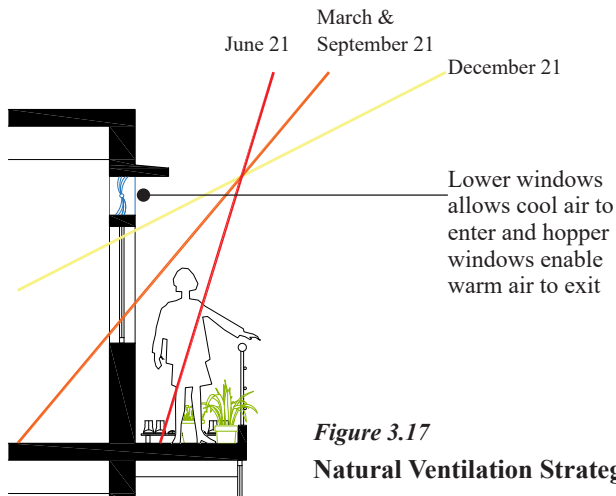 March &
June 21 September 21
December 21
Lower windows
allows cool air to
enter and hopper
windows enable
warm air to exit
Figure 3.17
Natural Ventilation Strateg